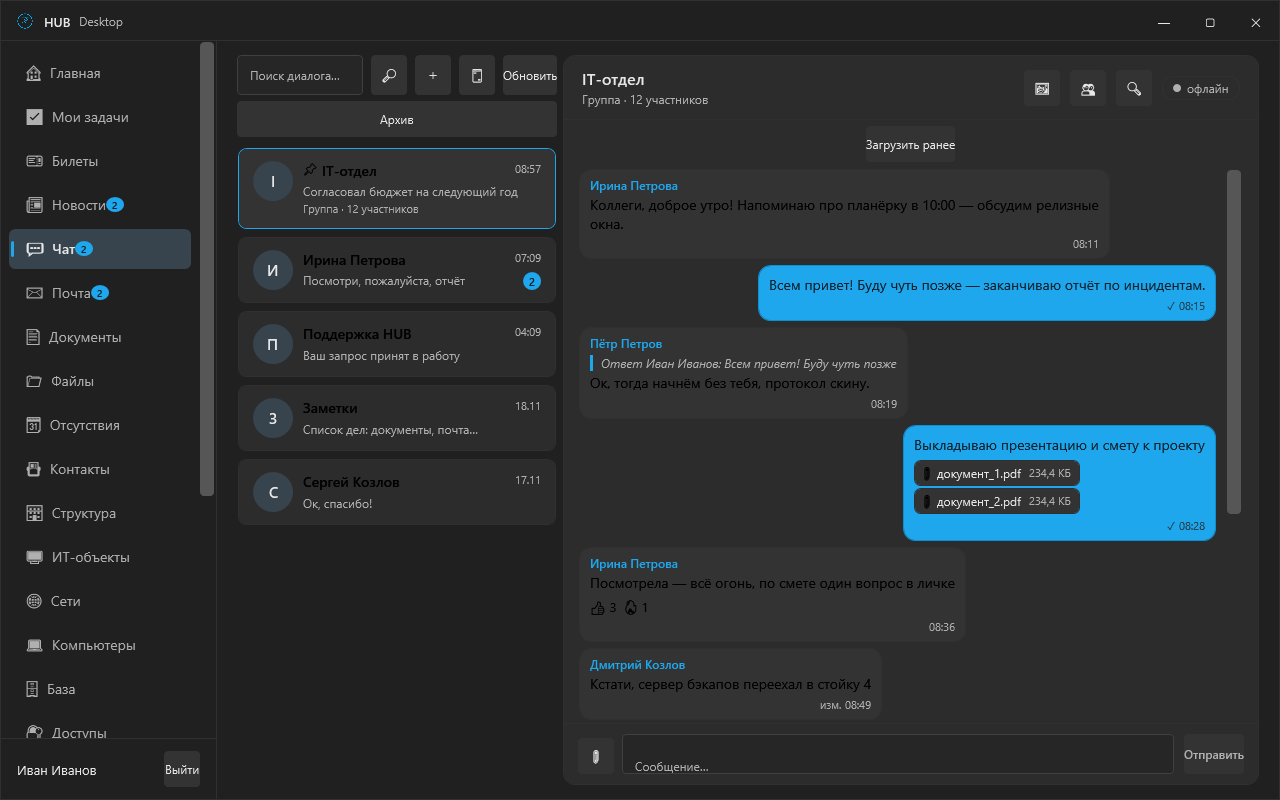 HUB Desktop
Главная
Мои задачи
Билеты
Новости 2
Чат 2
Почта 2
Документы
Файлы
31 Отсутствия
Контакты
Структура
ИТ-объекты
Сети
Компьютеры
База
Доступы
Иван Иванов
Выйти
Поиск диалога...
+
Обновить
Архив
I
IT-отдел
08:57
Согласовал бюджет на следующий год
Группа · 12 участников
И
Ирина Петрова
07:09
Посмотри, пожалуйста, отчёт
2
П
Поддержка HUB
04:09
Ваш запрос принят в работу
З
Заметки
18.11
Список дел: документы, почта...
С
Сергей Козлов
17.11
Ок, спасибо!
IT-отдел
Группа · 12 участников
офлайн
Загрузить ранее
Ирина Петрова
Коллеги, доброе утро! Напоминаю про планёрку в 10:00 — обсудим релизные
окна.
08:11
Всем привет! Буду чуть позже — заканчиваю отчёт по инцидентам.
✓ 08:15
Пётр Петров
Ответ Иван Иванов: Всем привет! Буду чуть позже
Ок, тогда начнём без тебя, протокол скину.
08:19
Выкладываю презентацию и смету к проекту
документ_1.pdf 234,4 КБ
документ_2.pdf 234,4 КБ
✓ 08:28
Ирина Петрова
Посмотрела — всё огонь, по смете один вопрос в личке
3 1
08:36
Дмитрий Козлов
Кстати, сервер бэкапов переехал в стойку 4
изм. 08:49
Сообщение...
Отправить